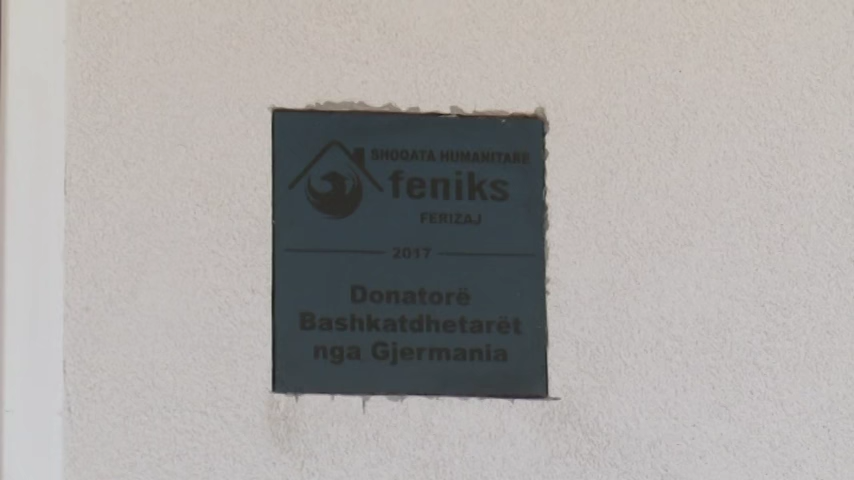 SHOQATA HUMANITARE
feniks
FERIZAJ
2017
Donatorë
Bashkatdhetarët
nga Gjermania